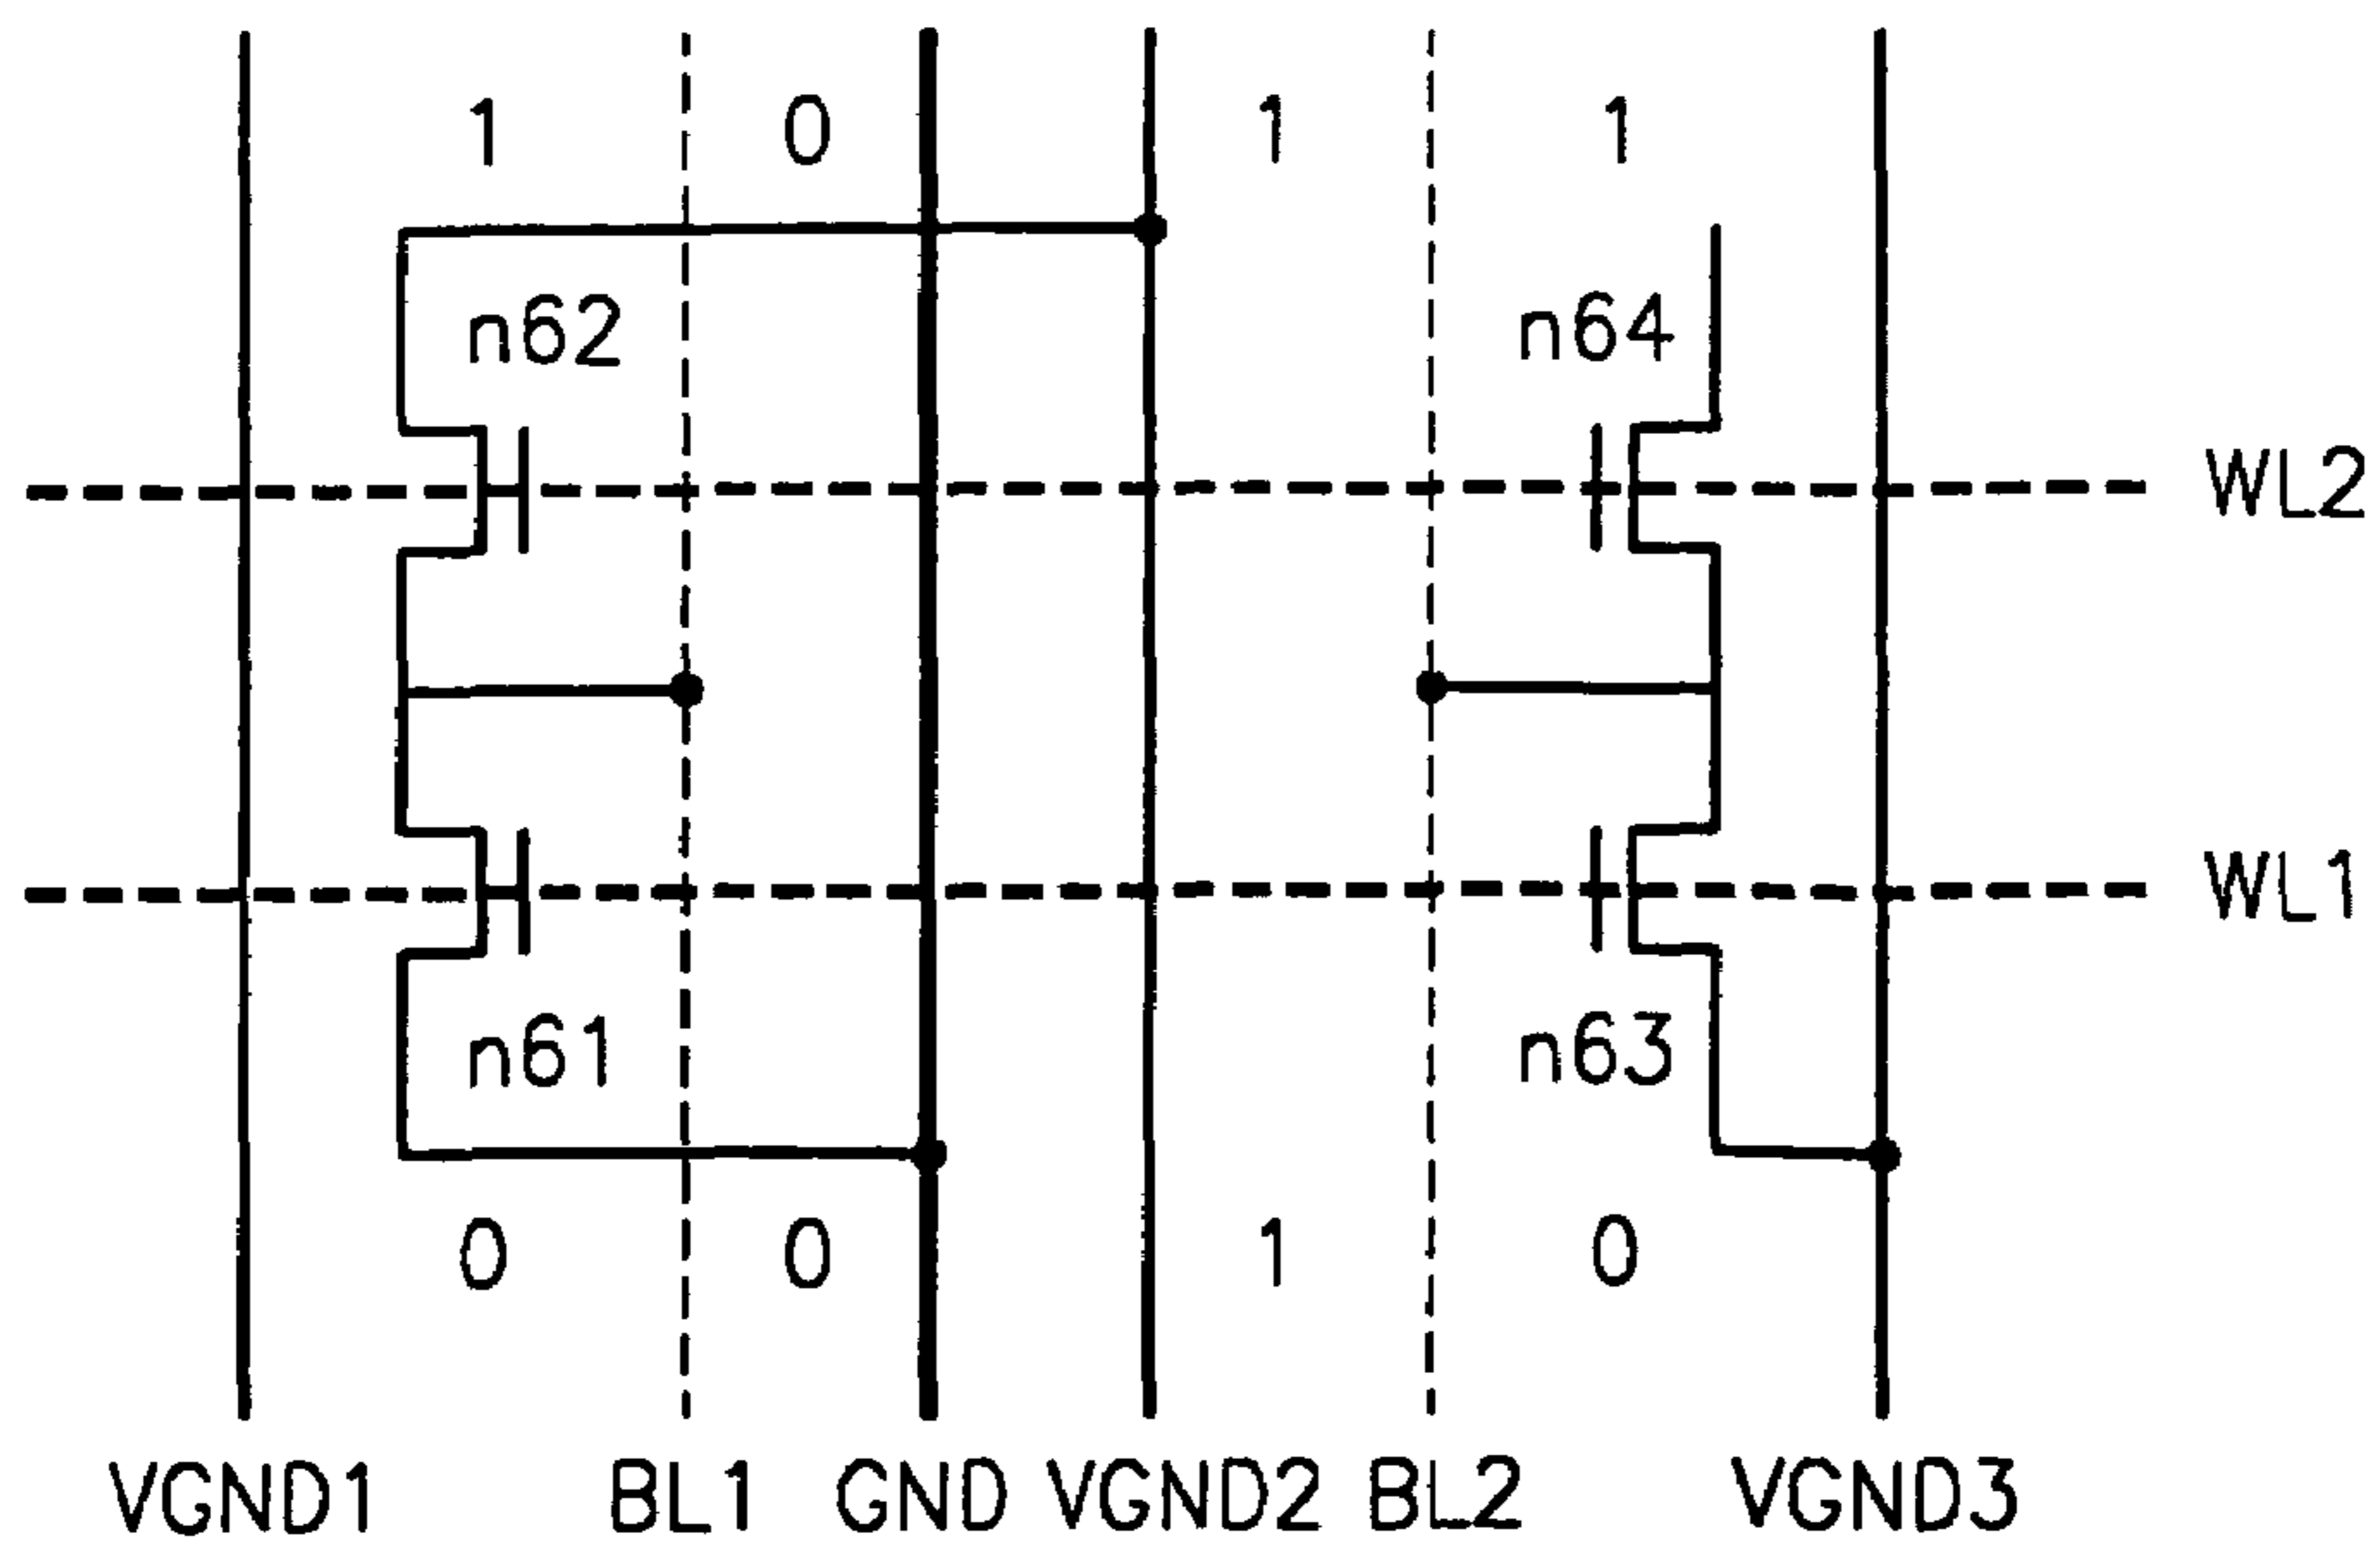 1 0 1 1
n62 n64
WL2
WL1
n61 n63
0 0 1 0
VGND1 BL1 GND VGND2 BL2 VGND3